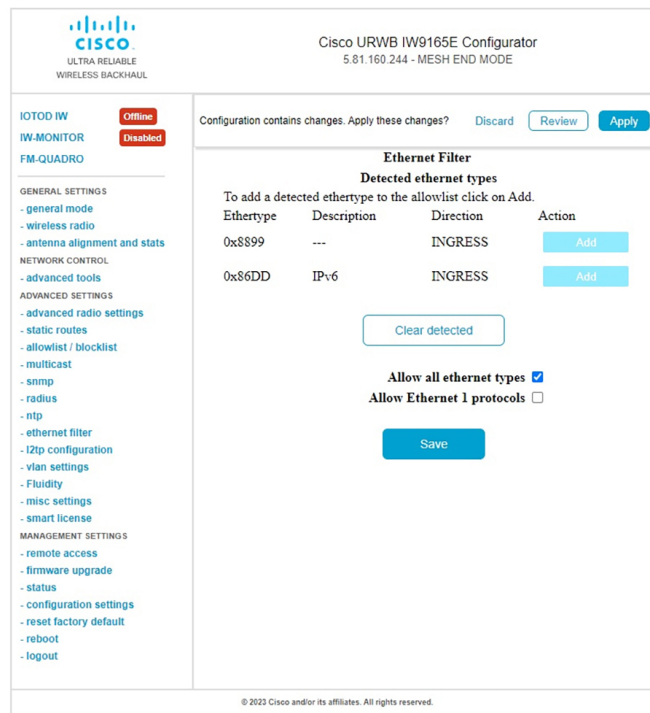 CISCO
ULTRA RELIABLE
WIRELESS BACKHAUL
Cisco URWB IW9165E Configurator
5.81.160.244 - MESH END MODE
IOTOD IW Offline
IW-MONITOR Disabled
FM-QUADRO
GENERAL SETTINGS
- general mode
- wireless radio
- antenna alignment and stats
NETWORK CONTROL
- advanced tools
ADVANCED SETTINGS
- advanced radio settings
- static routes
- allowlist / blocklist
- multicast
- snmp
- radius
- ntp
- ethernet filter
- l2tp configuration
- vlan settings
- Fluidity
- misc settings
- smart license
MANAGEMENT SETTINGS
- remote access
- firmware upgrade
- status
- configuration settings
- reset factory default
- reboot
- logout
Configuration contains changes. Apply these changes? Discard Review Apply
Ethernet Filter
Detected ethernet types
To add a detected ethertype to the allowlist click on Add.
Ethertype Description Direction Action
0x8899 --- INGRESS Add
0x86DD IPv6 INGRESS Add
Clear detected
Allow all ethernet types
Allow Ethernet 1 protocols
Save
© 2023 Cisco and/or its affiliates. All rights reserved.